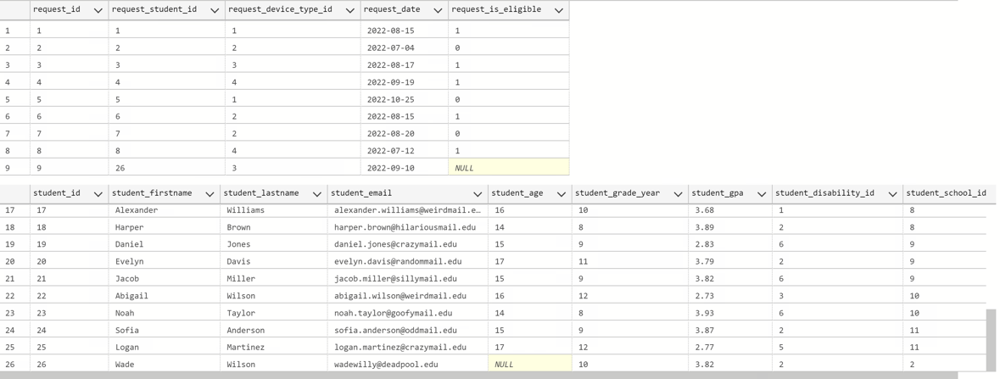 request_id request_student_id request_device_type_id request_date request_is_eligible
1 1 1 1 2022-08-15 1
2 2 2 2 2022-07-04 0
3 3 3 3 2022-08-17 1
4 4 4 4 2022-09-19 1
5 5 5 1 2022-10-25 0
6 6 6 2 2022-08-15 1
7 7 7 2 2022-08-20 0
8 8 8 4 2022-07-12 1
9 9 26 3 2022-09-10 NULL
student_id student_firstname student_lastname student_email student_age student_grade_year student_gpa student_disability_id student_school_id
17 17 Alexander Williams alexander.williams@weirdmail.e… 16 10 3.68 1 8
18 18 Harper Brown harper.brown@hilariousmail.edu 14 8 3.89 2 8
19 19 Daniel Jones daniel.jones@crazymail.edu 15 9 2.83 6 9
20 20 Evelyn Davis evelyn.davis@randommail.edu 17 11 3.79 2 9
21 21 Jacob Miller jacob.miller@sillymail.edu 15 9 3.82 6 9
22 22 Abigail Wilson abigail.wilson@weirdmail.edu 16 12 2.73 3 10
23 23 Noah Taylor noah.taylor@goofymail.edu 14 8 3.93 6 10
24 24 Sofia Anderson sofia.anderson@oddmail.edu 15 9 3.87 2 11
25 25 Logan Martinez logan.martinez@crazymail.edu 17 12 2.77 5 11
26 26 Wade Wilson wadewilly@deadpool.edu NULL 10 3.82 2 2